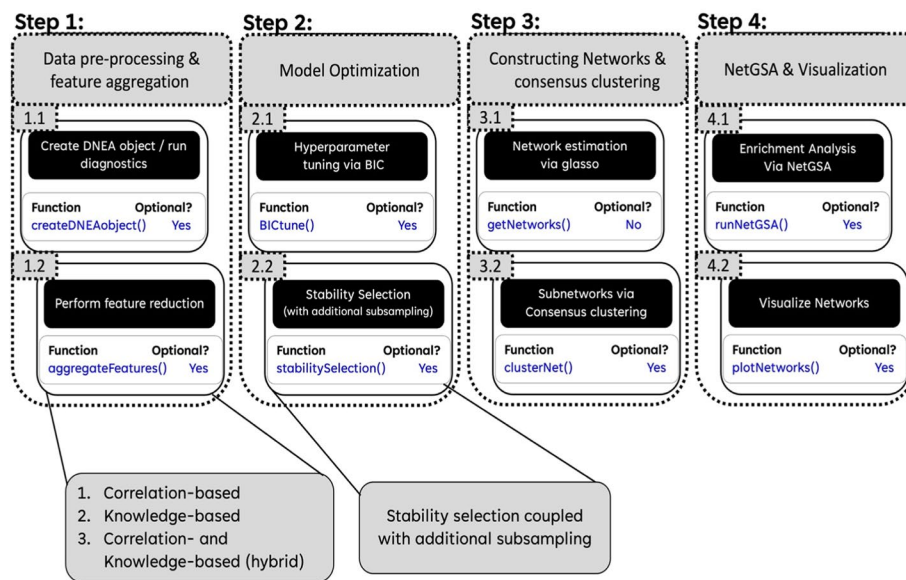 Step 1:
Data pre-processing &
feature aggregation
1.1
Create DNEA object / run
diagnostics
Function Optional?
createDNEAobject() Yes
1.2
Perform feature reduction
Function Optional?
aggregateFeatures() Yes
1. Correlation-based
2. Knowledge-based
3. Correlation- and
Knowledge-based (hybrid)
Step 2:
Model Optimization
2.1
Hyperparameter
tuning via BIC
Function Optional?
BICtune() Yes
2.2
Stability Selection
(with additional subsampling)
Function Optional?
stabilitySelection() Yes
Stability selection coupled
with additional subsampling
Step 3:
Constructing Networks &
consensus clustering
3.1
Network estimation
via glasso
Function Optional?
getNetworks() No
3.2
Subnetworks via
Consensus clustering
Function Optional?
clusterNet() Yes
Step 4:
NetGSA & Visualization
4.1
Enrichment Analysis
Via NetGSA
Function Optional?
runNetGSA() Yes
4.2
Visualize Networks
Function Optional?
plotNetworks() Yes